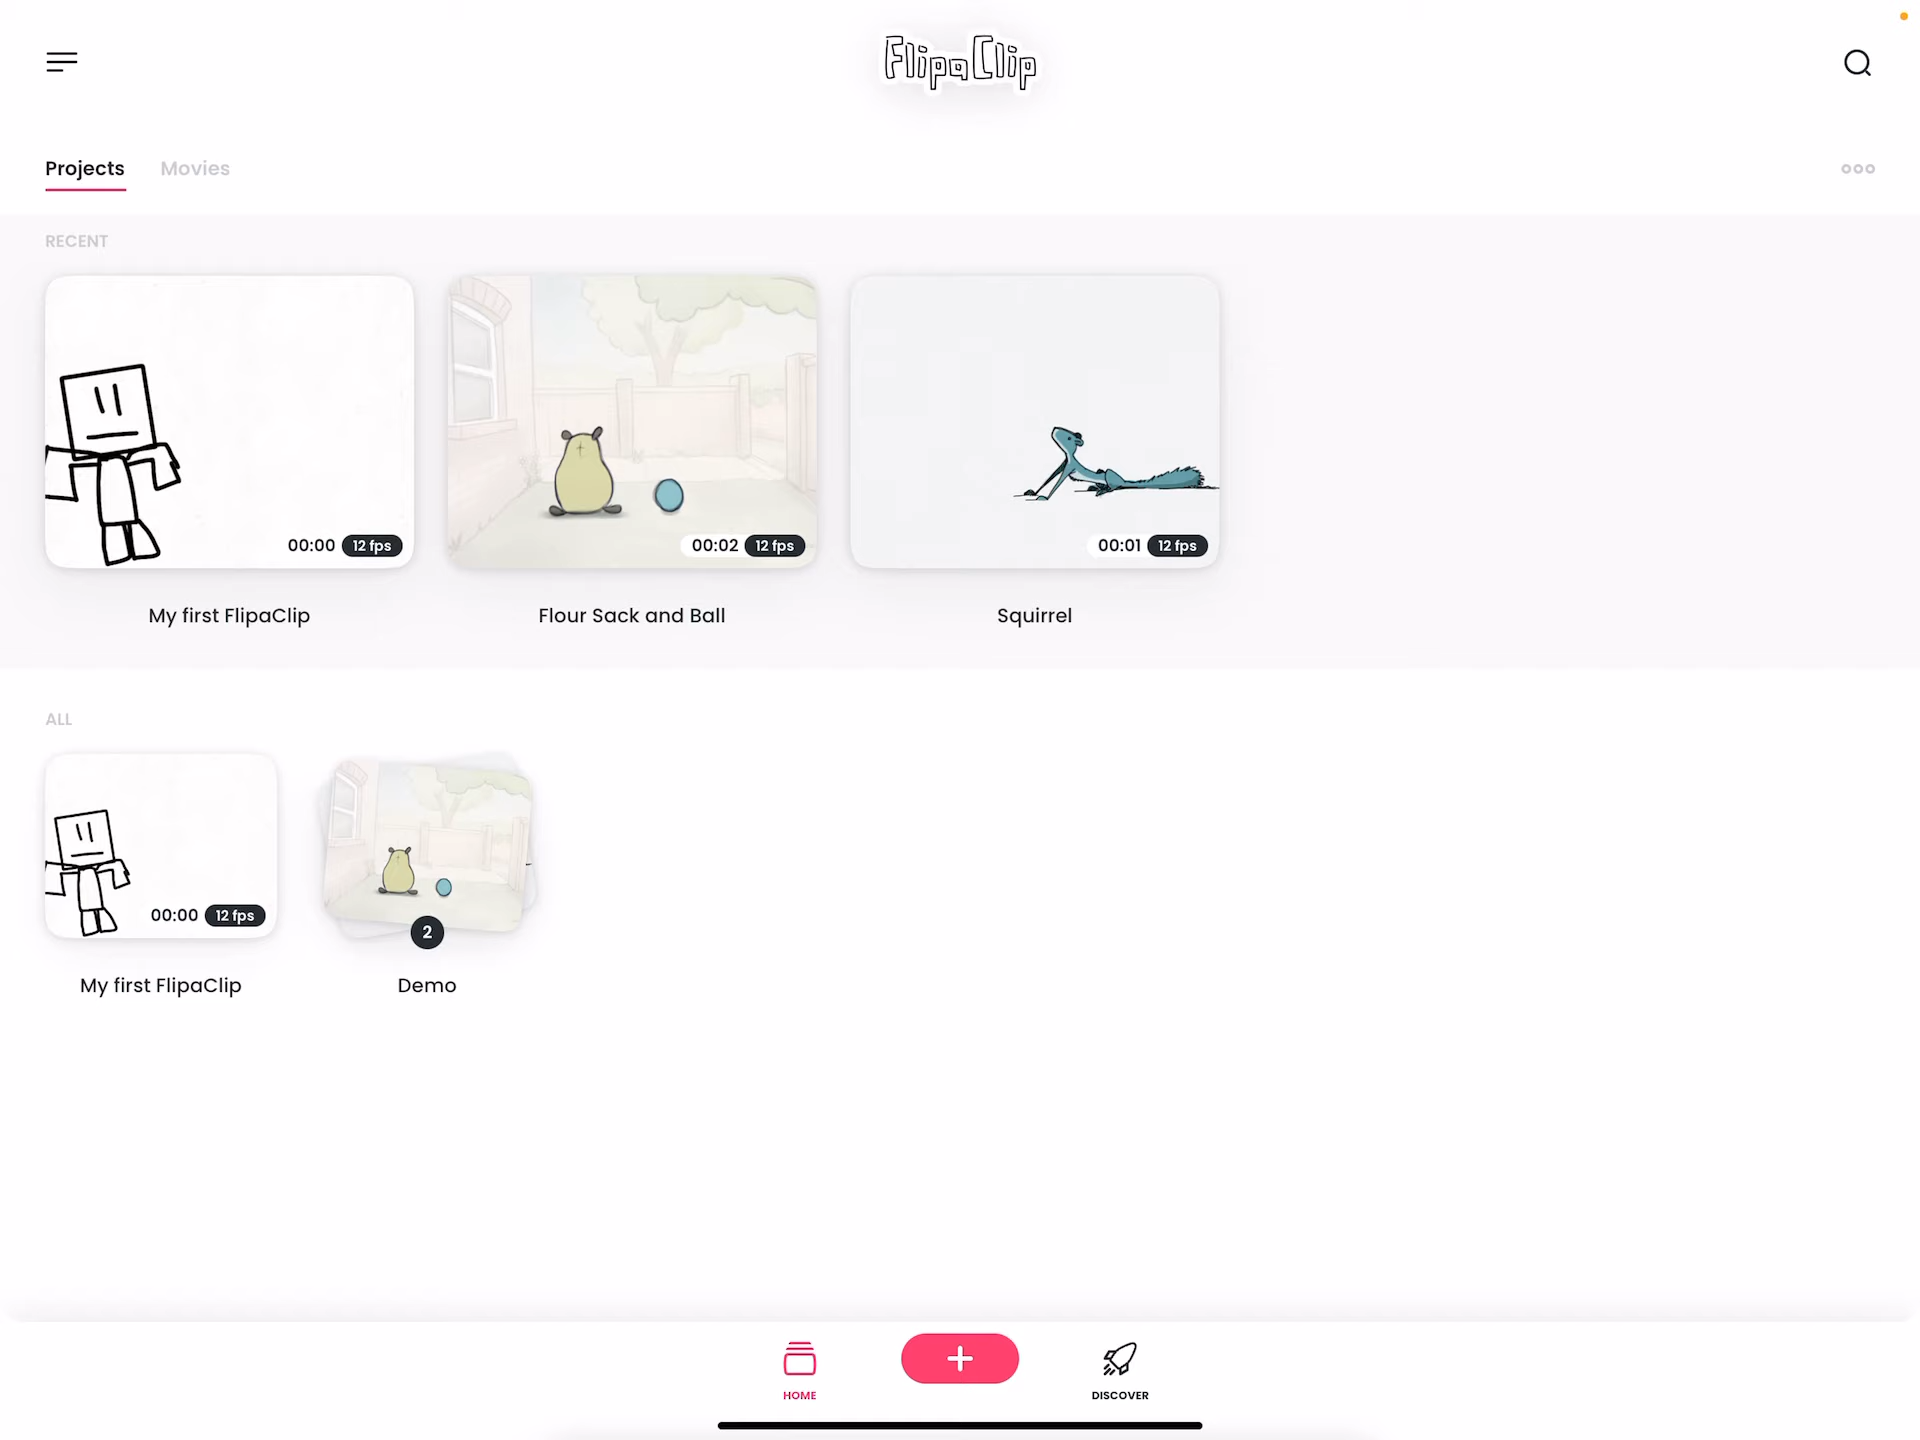 FlipaClip
Projects Movies
RECENT
00:00 12 fps
00:02 12 fps
00:01 12 fps
My first FlipaClip
Flour Sack and Ball
Squirrel
ALL
00:00 12 fps
2
My first FlipaClip
Demo
HOME
DISCOVER